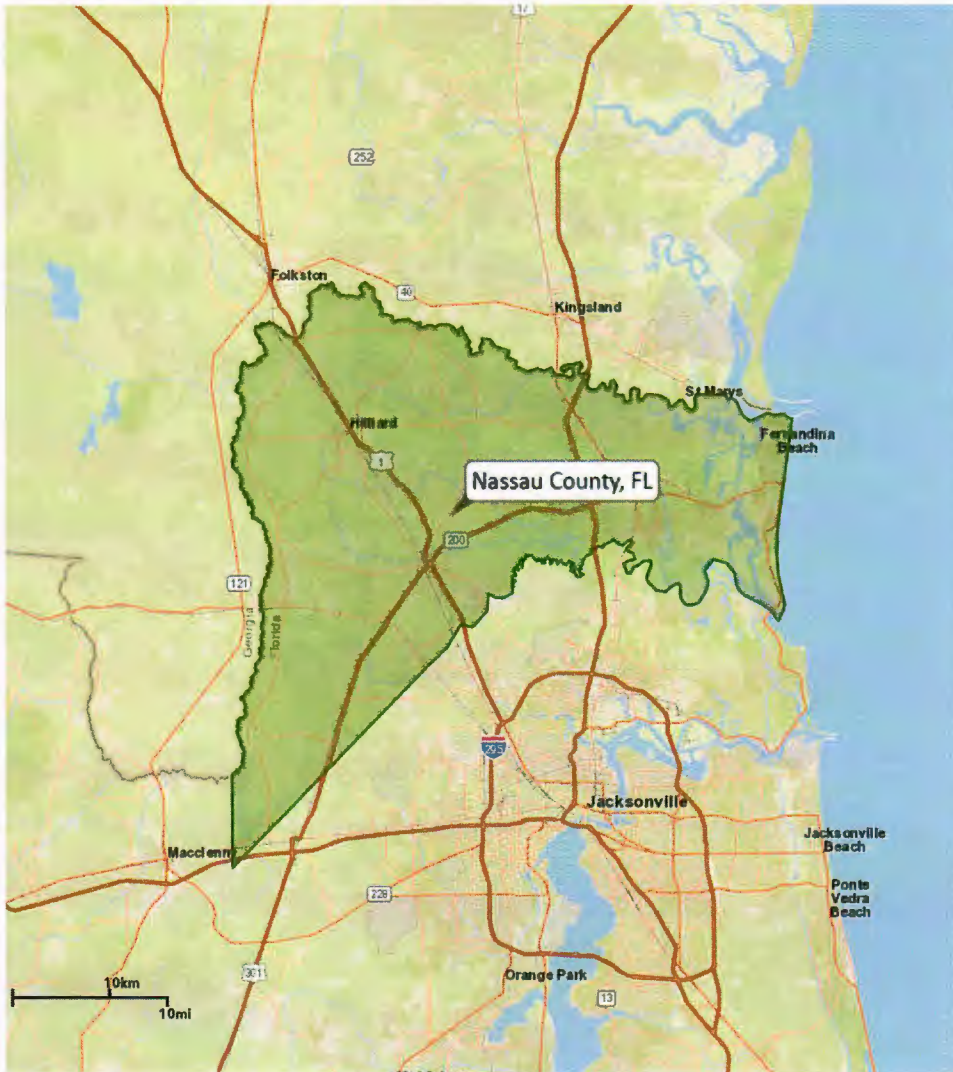 17
252
Folkston
40
Kingsland
St Marys
Hilliard
Fernandina
Beach
1
Nassau County, FL
200
121
Georgia
Florida
295
Jacksonville
Jacksonville
Beach
Macclenny
228
Ponte
Vedra
Beach
301
Orange Park
10km
13
10mi